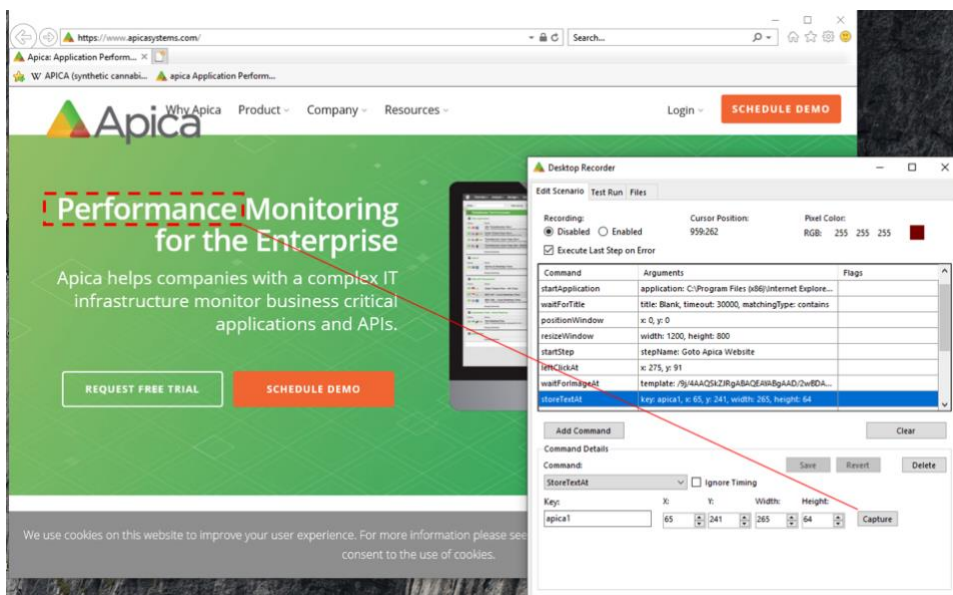 https://www.apicasystems.com/
Search...
Apica: Application Perform...
W APICA (synthetic cannabi...
apica Application Perform...
Apica
Why Apica
Product
Company
Resources
Login
SCHEDULE DEMO
Performance Monitoring
for the Enterprise
Apica helps companies with a complex IT
infrastructure monitor business critical
applications and APIs.
REQUEST FREE TRIAL
SCHEDULE DEMO
We use cookies on this website to improve your user experience. For more information please see
consent to the use of cookies.
Desktop Recorder
Edit Scenario Test Run Files
Recording: Cursor Position: Pixel Color:
Disabled Enabled 959:262 RGB: 255 255 255
Execute Last Step on Error
Command Arguments Flags
startApplication application: C:\Program Files (x86)\Internet Explore...
waitForTitle title: Blank, timeout: 30000, matchingType: contains
positionWindow x: 0, y: 0
resizeWindow width: 1200, height: 800
startStep stepName: Goto Apica Website
leftClickAt x: 275, y: 91
waitForImageAt
storeTextAt key: apica1, x: 65, y: 241, width: 265, height: 64
Add Command Clear
Command Details
Command: Save Revert Delete
StoreTextAt Ignore Timing
Key: X: Y: Width: Height:
apica1 65 241 265 64 Capture